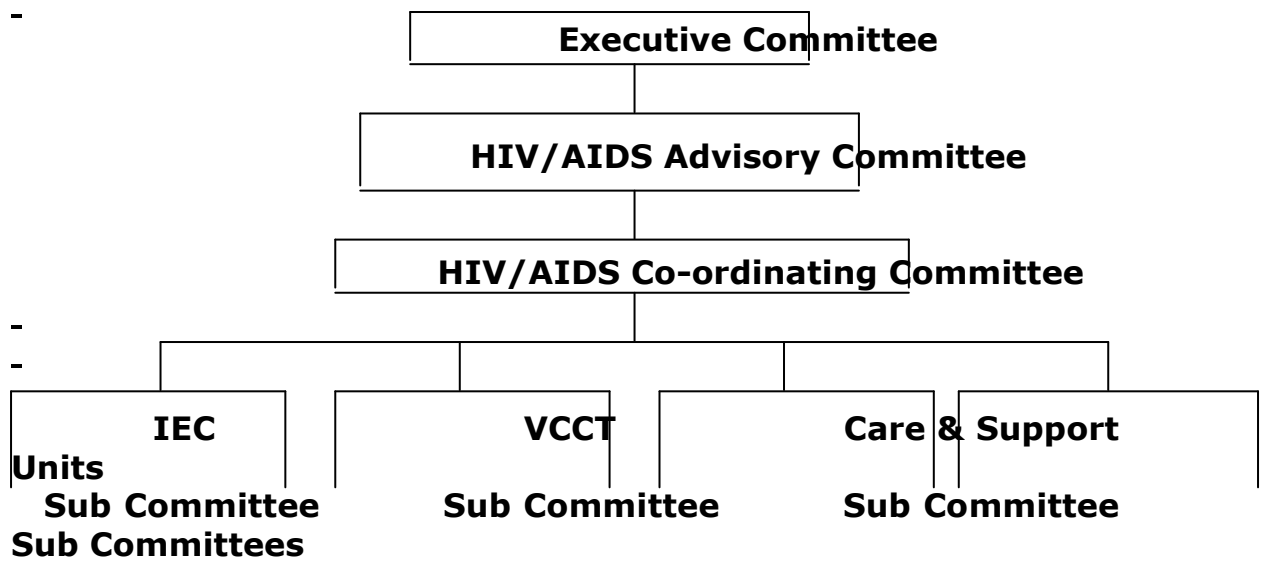 -
Executive Committee
HIV/AIDS Advisory Committee
HIV/AIDS Co-ordinating Committee
-
-
IEC VCCT Care & Support
Units
Sub Committee Sub Committee Sub Committee
Sub Committees